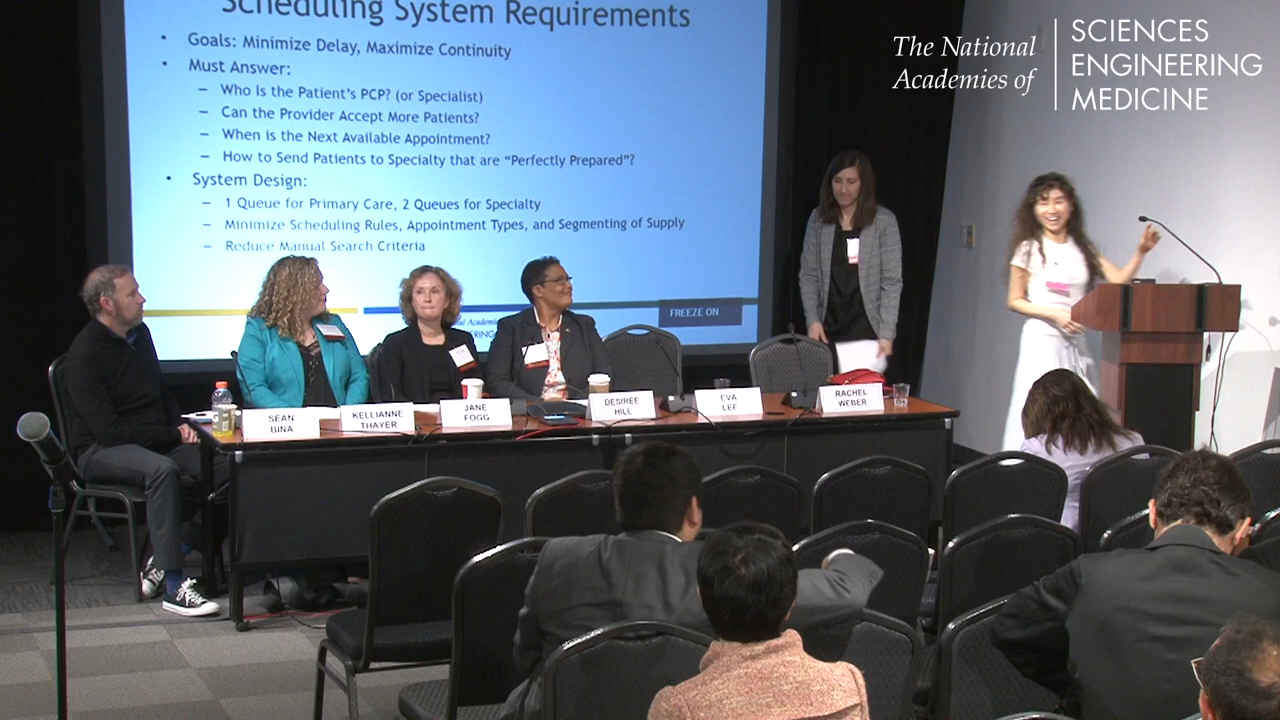 Scheduling System Requirements
• Goals: Minimize Delay, Maximize Continuity
• Must Answer:
– Who Is the Patient's PCP? (or Specialist)
– Can the Provider Accept More Patients?
– When is the Next Available Appointment?
– How to Send Patients to Specialty that are “Perfectly Prepared”?
• System Design:
– 1 Queue for Primary Care, 2 Queues for Specialty
– Minimize Scheduling Rules, Appointment Types, and Segmenting of Supply
– Reduce Manual Search Criteria
FREEZE ON
The National
Academies of
SCIENCES
ENGINEERING
MEDICINE
SEAN
BINA
KELLIANNE
THAYER
JANE
FOGG
DESIREE
HILL
EVA
LEE
RACHEL
WEBER